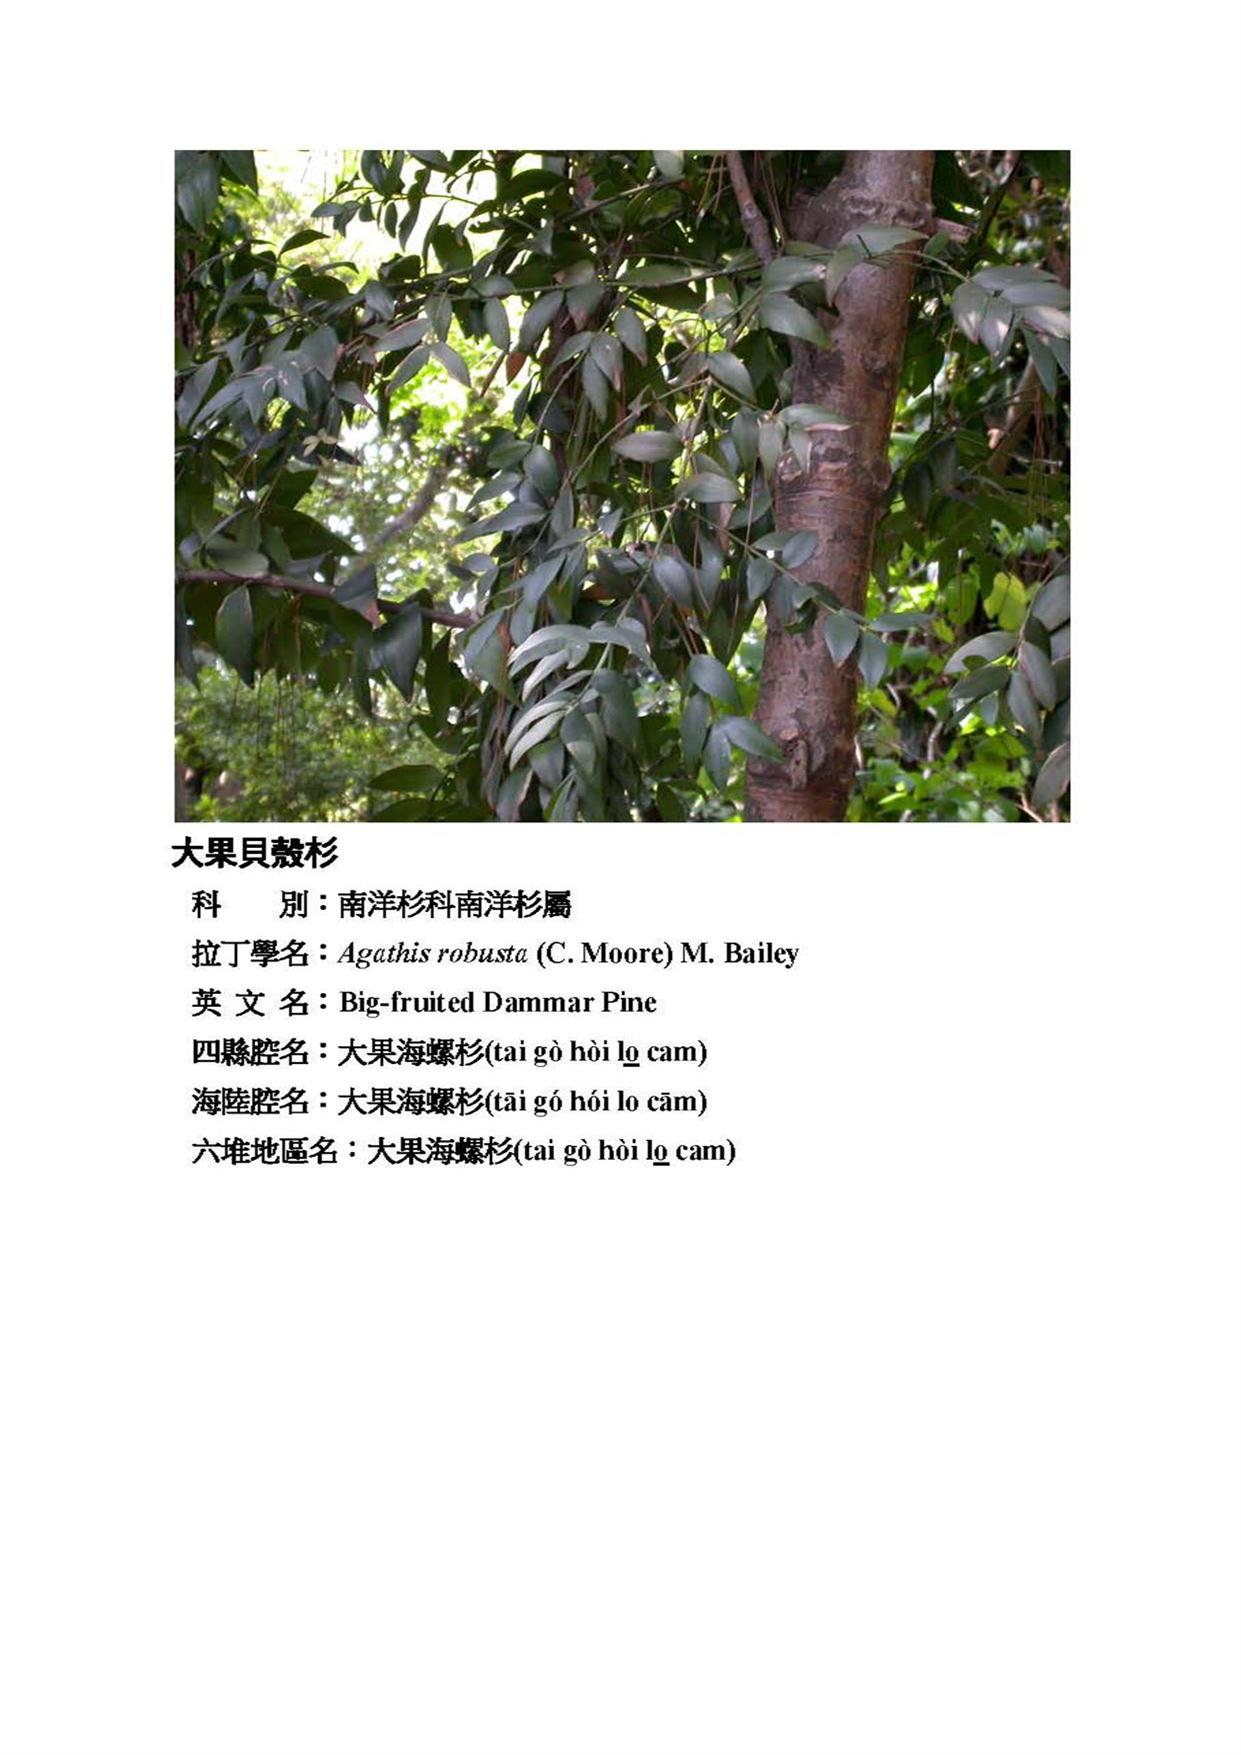 大果貝殼杉
科　　別：南洋杉科南洋杉屬
拉丁學名：Agathis robusta (C. Moore) M. Bailey
英 文 名：Big-fruited Dammar Pine
四縣腔名：大果海螺杉(tai gò hòi lo̲ cam)
海陸腔名：大果海螺杉(tāi gó hói lo cām)
六堆地區名：大果海螺杉(tai gò hòi lo̲ cam)